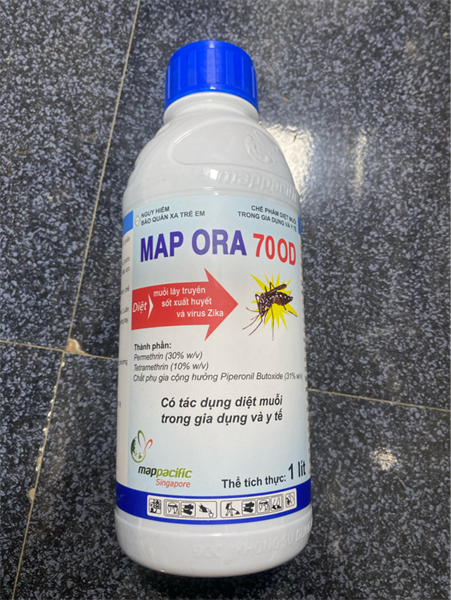 mappacific
NGUY HIỂM
BẢO QUẢN XA TRẺ EM
CHẾ PHẨM DIỆT MUỖI
TRONG GIA DỤNG VÀ Y TẾ
MAP ORA 70OD
Diệt
muỗi lây truyền
sốt xuất huyết
và virus Zika
Thành phần:
Permethrin (30% w/v)
Tetramethrin (10% w/v)
Chất phụ gia cộng hưởng Piperonil Butoxide (31% w/v)
Có tác dụng diệt muỗi
trong gia dụng và y tế
mappacific
Singapore
Thể tích thực: 1 lít